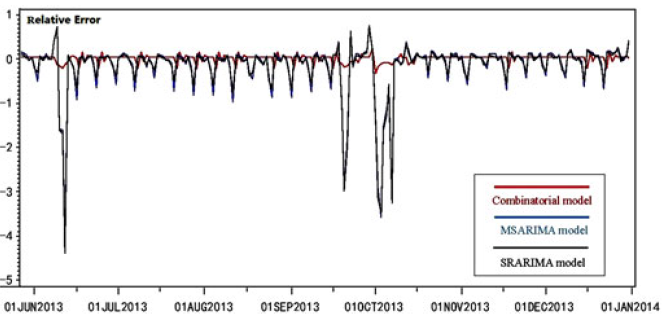 1
Relative Error
0
-1
-2
-3
-4
-5
Combinatorial model
MSARIMA model
SRARIMA model
01JUN2013 01JUL2013 01AUG2013 01SEP2013 01OCT2013 01NOV2013 01DEC2013 01JAN2014